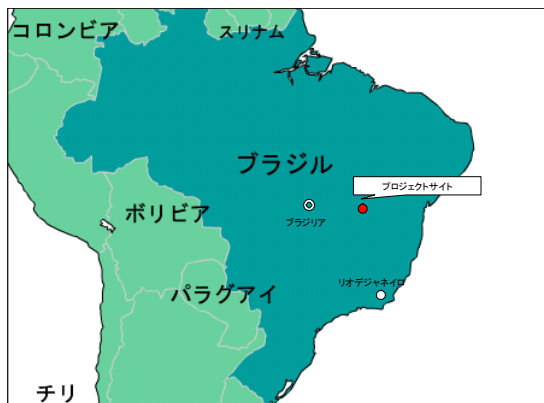 コロンビア
スリナム
ブラジル
プロジェクトサイト
ボリビア
ブラジリア
リオデジャネイロ
パラグアイ
チリ